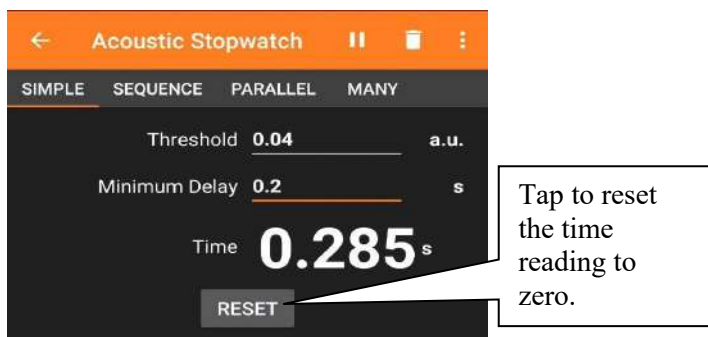 Acoustic Stopwatch
SIMPLE SEQUENCE PARALLEL MANY
Threshold 0.04 a.u.
Minimum Delay 0.2 s
Time 0.285 s
RESET
Tap to reset
the time
reading to
zero.